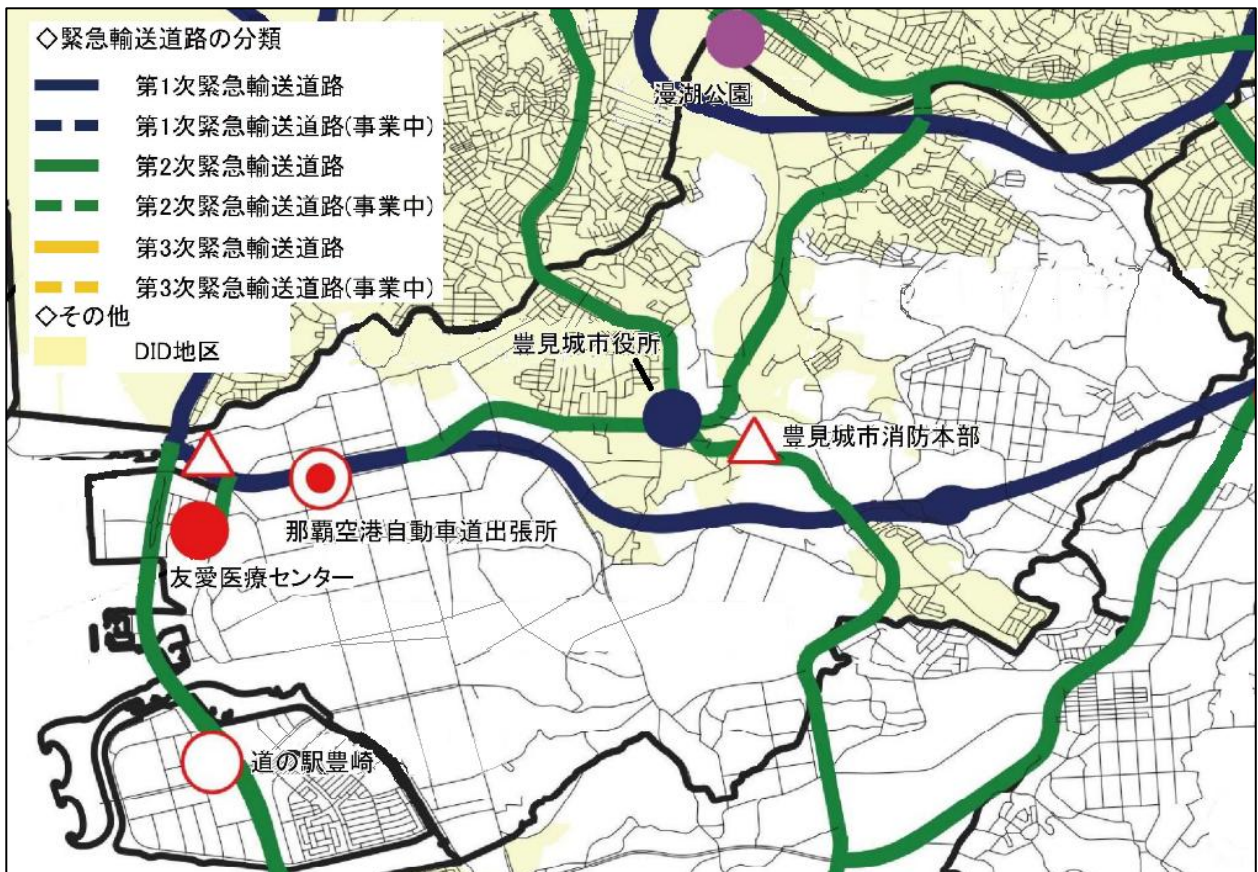 ◇緊急輸送道路の分類
第1次緊急輸送道路
第1次緊急輸送道路(事業中)
第2次緊急輸送道路
第2次緊急輸送道路(事業中)
第3次緊急輸送道路
第3次緊急輸送道路(事業中)
◇その他
DID地区
漫湖公園
豊見城市役所
豊見城市消防本部
那覇空港自動車道出張所
友愛医療センター
道の駅豊崎